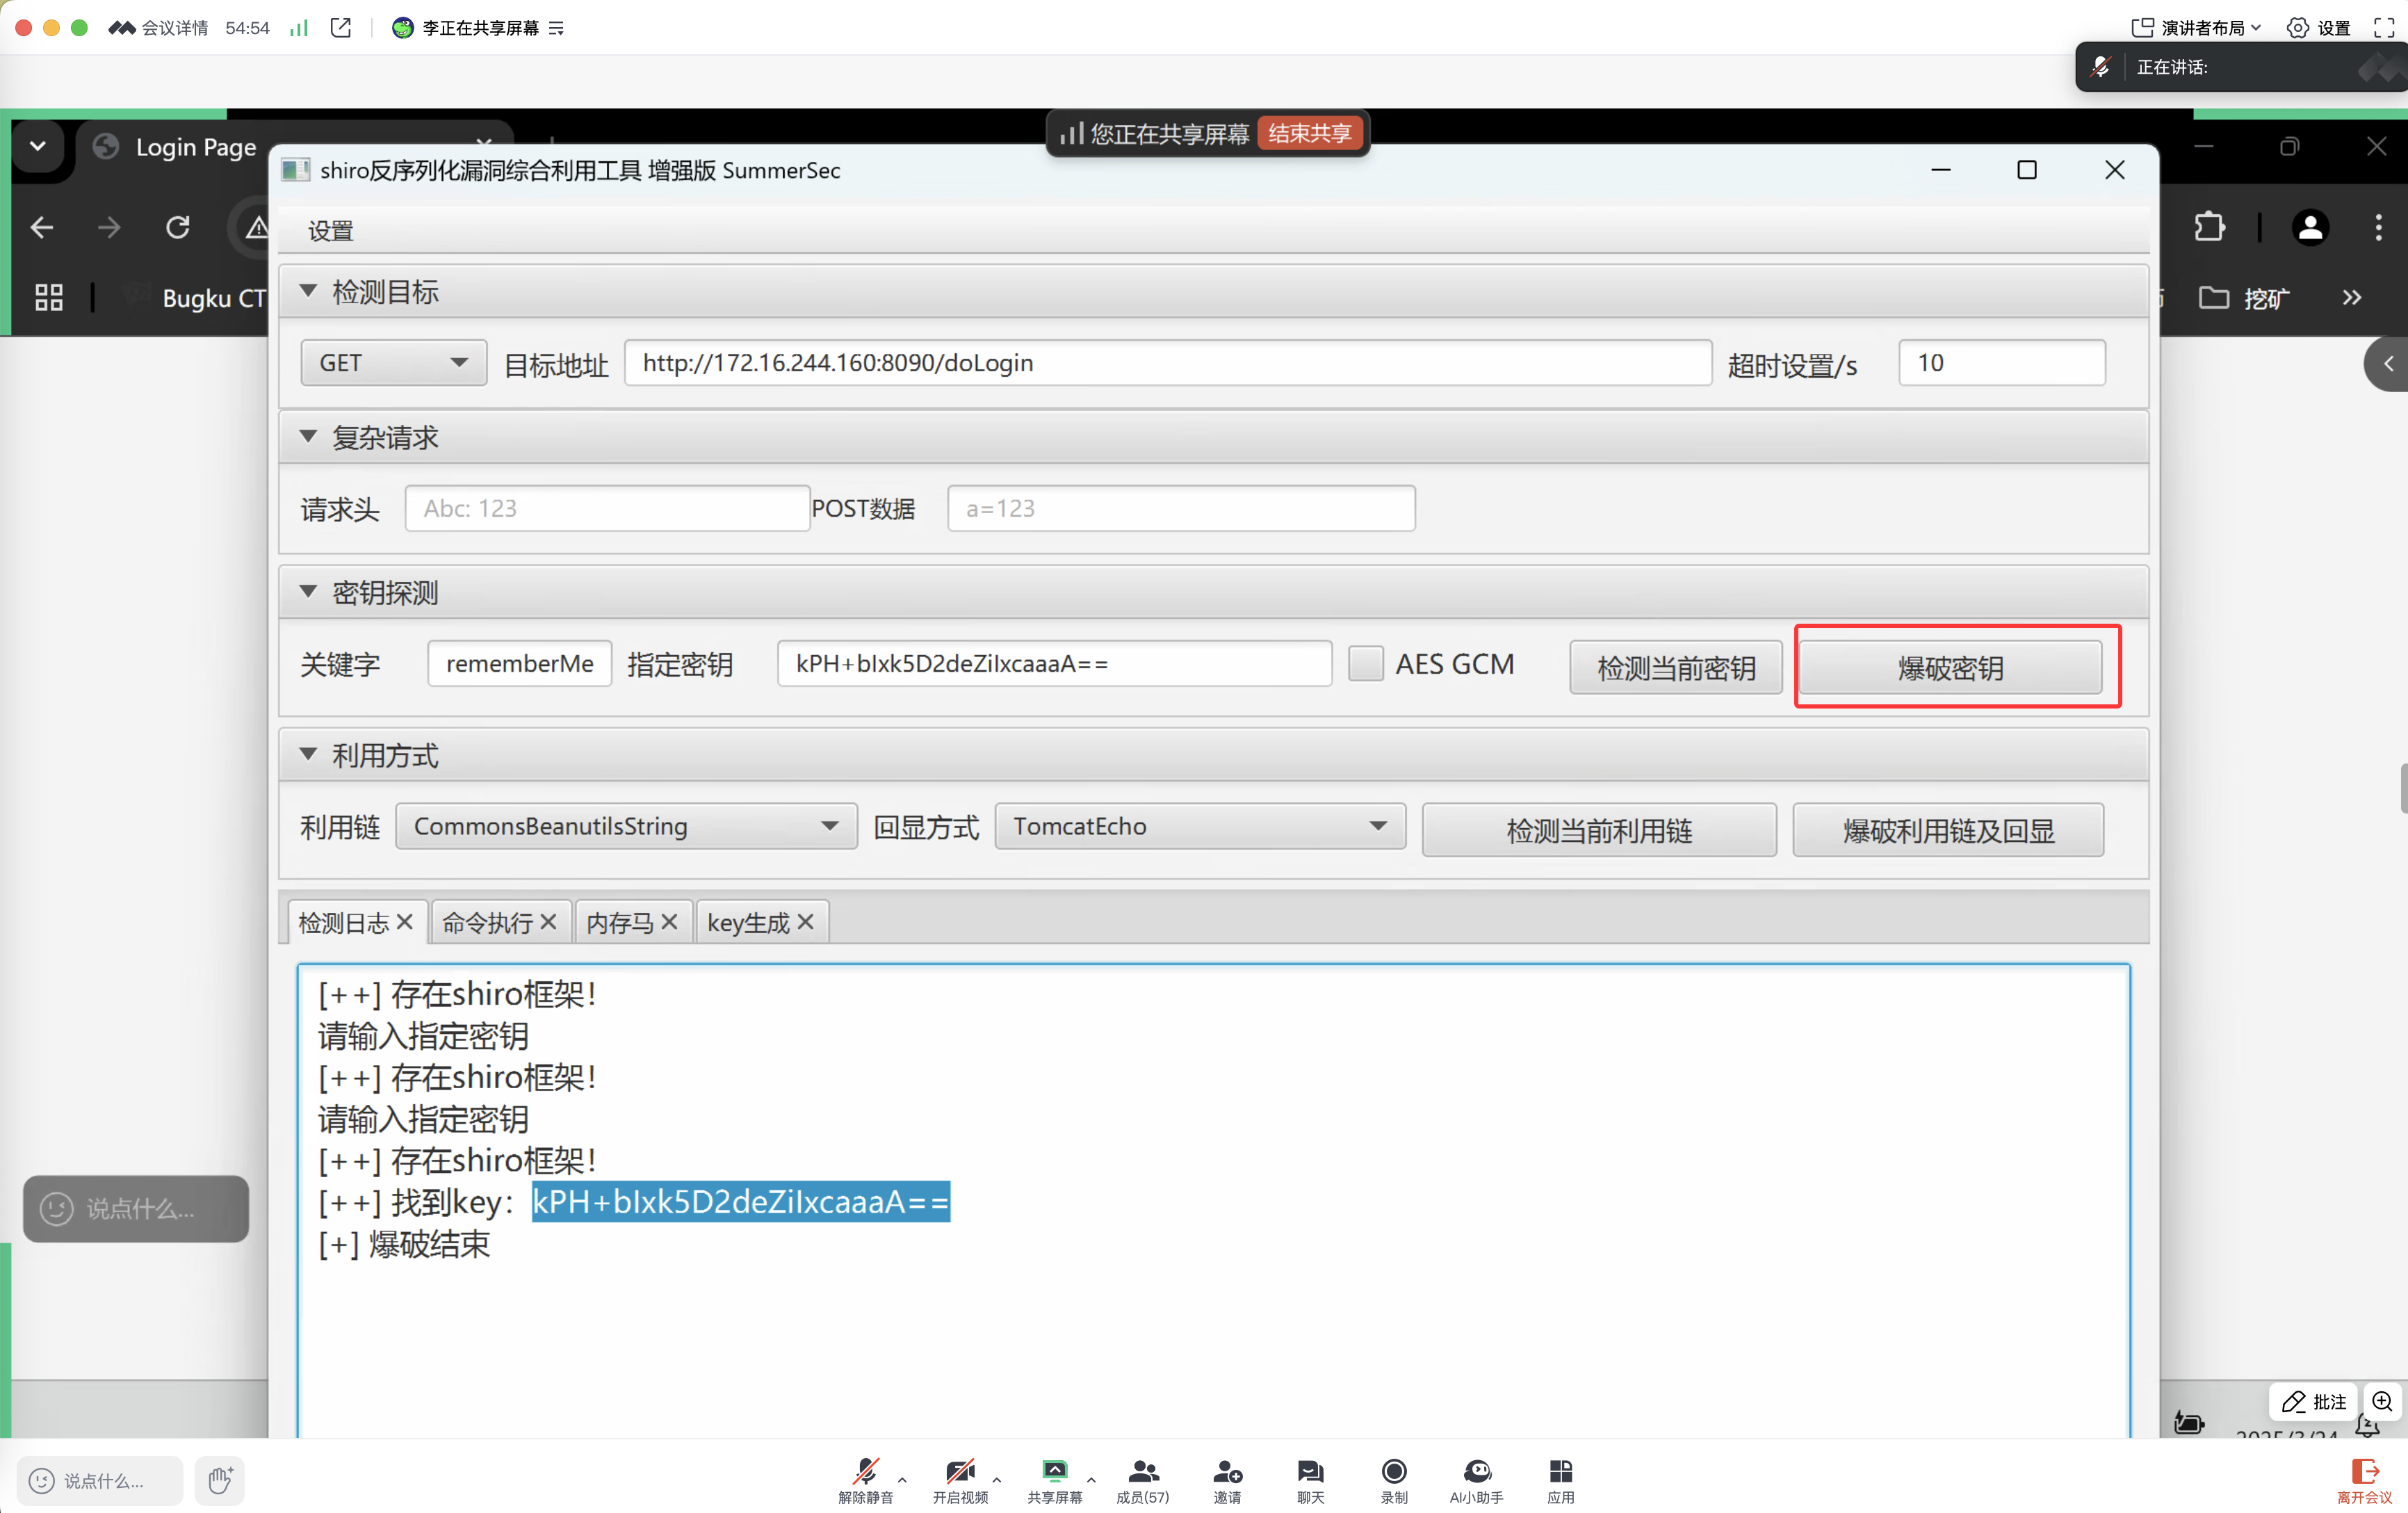 会议详情 54:54 李正在共享屏幕 演讲者布局 设置
正在讲话:
您正在共享屏幕 结束共享
Login Page
shiro反序列化漏洞综合利用工具 增强版 SummerSec
设置
Bugku CT
挖矿
检测目标
GET 目标地址 http://172.16.244.160:8090/doLogin 超时设置/s 10
复杂请求
请求头 Abc: 123 POST数据 a=123
密钥探测
关键字 rememberMe 指定密钥 kPH+bIxk5D2deZiIxcaaaA== AES GCM 检测当前密钥 爆破密钥
利用方式
利用链 CommonsBeanutilsString 回显方式 TomcatEcho 检测当前利用链 爆破利用链及回显
检测日志 命令执行 内存马 key生成
[++] 存在shiro框架！
请输入指定密钥
[++] 存在shiro框架！
请输入指定密钥
[++] 存在shiro框架！
[++] 找到key：kPH+bIxk5D2deZiIxcaaaA==
[+] 爆破结束
说点什么...
批注
2025/3/24
说点什么...
解除静音 开启视频 共享屏幕 成员(57) 邀请 聊天 录制 AI小助手 应用 离开会议